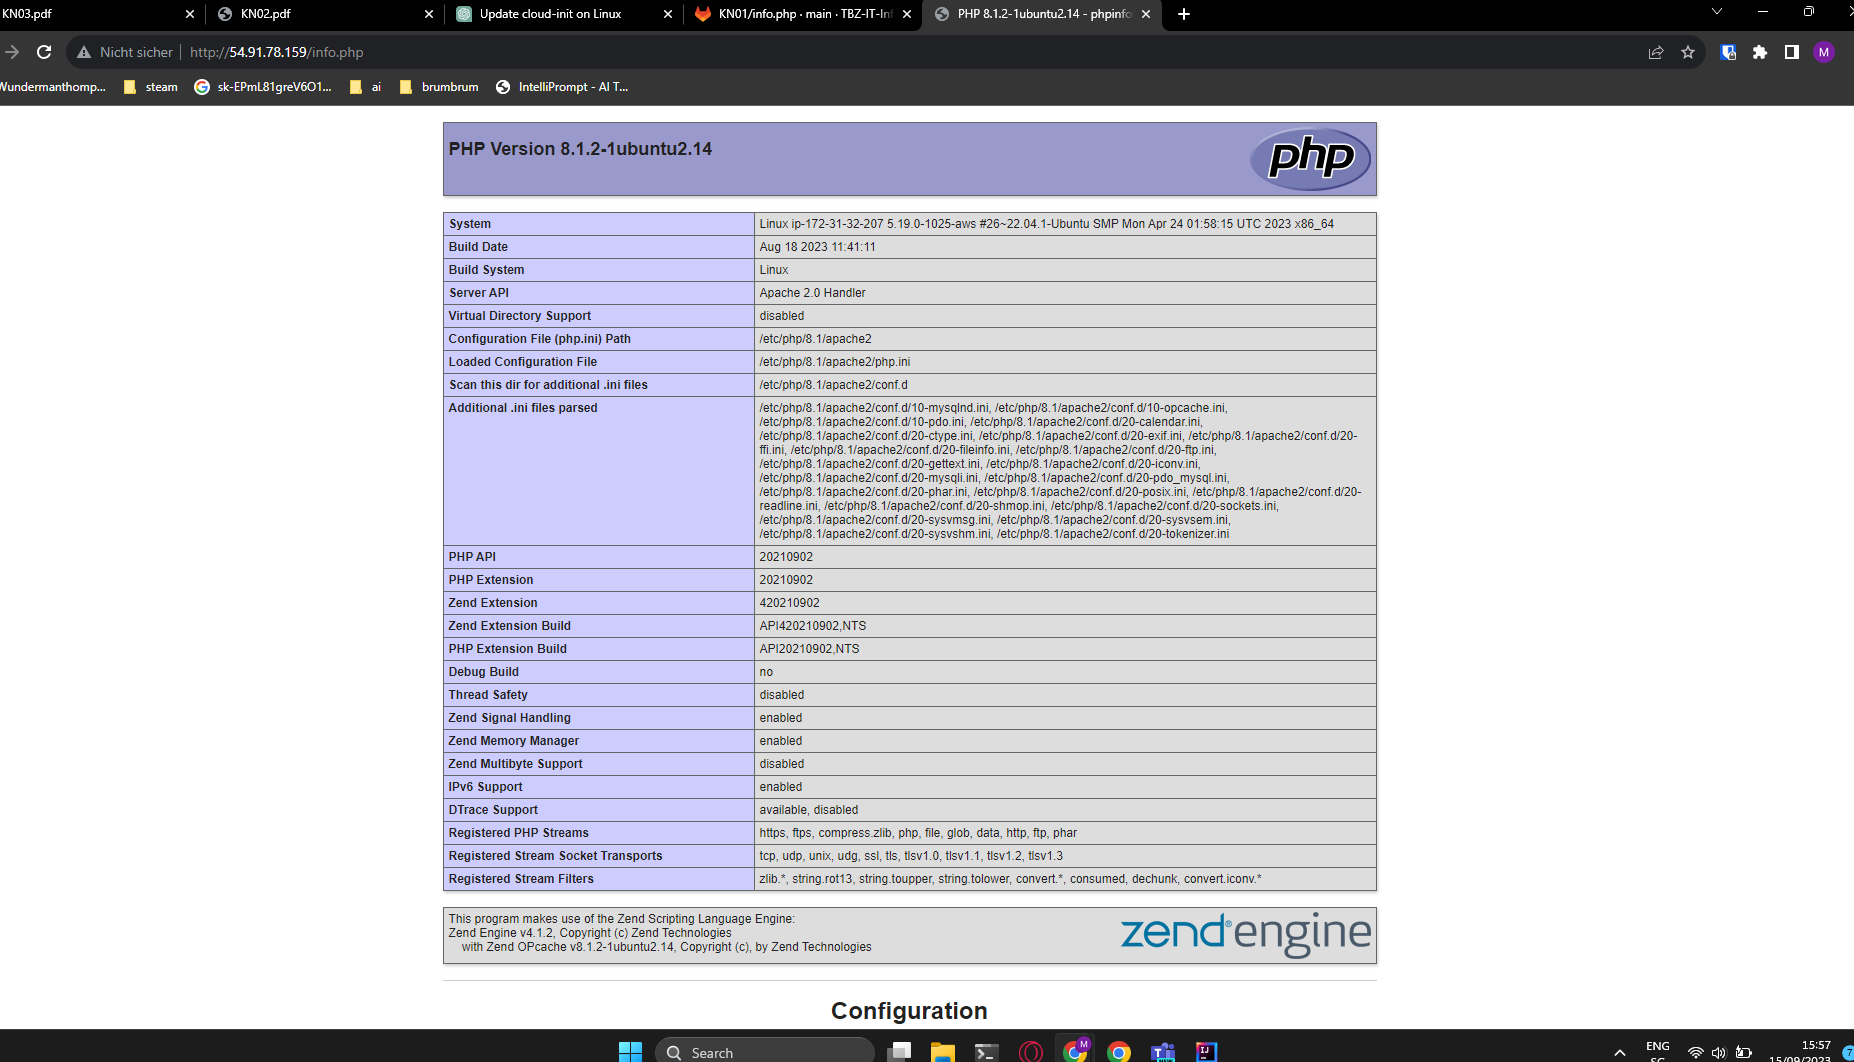 KN03.pdf
KN02.pdf
Update cloud-init on Linux
KN01/info.php · main · TBZ-IT-Inf
PHP 8.1.2-1ubuntu2.14 - phpinfo
Nicht sicher | http://54.91.78.159/info.php
M
Wundermanthomp...
steam
sk-EPmL81greV6O1...
ai
brumbrum
IntelliPrompt - AI T...
PHP Version 8.1.2-1ubuntu2.14
php
System Linux ip-172-31-32-207 5.19.0-1025-aws #26~22.04.1-Ubuntu SMP Mon Apr 24 01:58:15 UTC 2023 x86_64
Build Date Aug 18 2023 11:41:11
Build System Linux
Server API Apache 2.0 Handler
Virtual Directory Support disabled
Configuration File (php.ini) Path /etc/php/8.1/apache2
Loaded Configuration File /etc/php/8.1/apache2/php.ini
Scan this dir for additional .ini files /etc/php/8.1/apache2/conf.d
Additional .ini files parsed /etc/php/8.1/apache2/conf.d/10-mysqlnd.ini, /etc/php/8.1/apache2/conf.d/10-opcache.ini,
/etc/php/8.1/apache2/conf.d/10-pdo.ini, /etc/php/8.1/apache2/conf.d/20-calendar.ini,
/etc/php/8.1/apache2/conf.d/20-ctype.ini, /etc/php/8.1/apache2/conf.d/20-exif.ini, /etc/php/8.1/apache2/conf.d/20-
ffi.ini, /etc/php/8.1/apache2/conf.d/20-fileinfo.ini, /etc/php/8.1/apache2/conf.d/20-ftp.ini,
/etc/php/8.1/apache2/conf.d/20-gettext.ini, /etc/php/8.1/apache2/conf.d/20-iconv.ini,
/etc/php/8.1/apache2/conf.d/20-mysqli.ini, /etc/php/8.1/apache2/conf.d/20-pdo_mysql.ini,
/etc/php/8.1/apache2/conf.d/20-phar.ini, /etc/php/8.1/apache2/conf.d/20-posix.ini, /etc/php/8.1/apache2/conf.d/20-
readline.ini, /etc/php/8.1/apache2/conf.d/20-shmop.ini, /etc/php/8.1/apache2/conf.d/20-sockets.ini,
/etc/php/8.1/apache2/conf.d/20-sysvmsg.ini, /etc/php/8.1/apache2/conf.d/20-sysvsem.ini,
/etc/php/8.1/apache2/conf.d/20-sysvshm.ini, /etc/php/8.1/apache2/conf.d/20-tokenizer.ini
PHP API 20210902
PHP Extension 20210902
Zend Extension 420210902
Zend Extension Build API420210902,NTS
PHP Extension Build API20210902,NTS
Debug Build no
Thread Safety disabled
Zend Signal Handling enabled
Zend Memory Manager enabled
Zend Multibyte Support disabled
IPv6 Support enabled
DTrace Support available, disabled
Registered PHP Streams https, ftps, compress.zlib, php, file, glob, data, http, ftp, phar
Registered Stream Socket Transports tcp, udp, unix, udg, ssl, tls, tlsv1.0, tlsv1.1, tlsv1.2, tlsv1.3
Registered Stream Filters zlib.*, string.rot13, string.toupper, string.tolower, convert.*, consumed, dechunk, convert.iconv.*
This program makes use of the Zend Scripting Language Engine:
Zend Engine v4.1.2, Copyright (c) Zend Technologies
with Zend OPcache v8.1.2-1ubuntu2.14, Copyright (c), by Zend Technologies
zend®engine
Configuration
Search
M
ENG
SG
15:57
15/09/2023
7